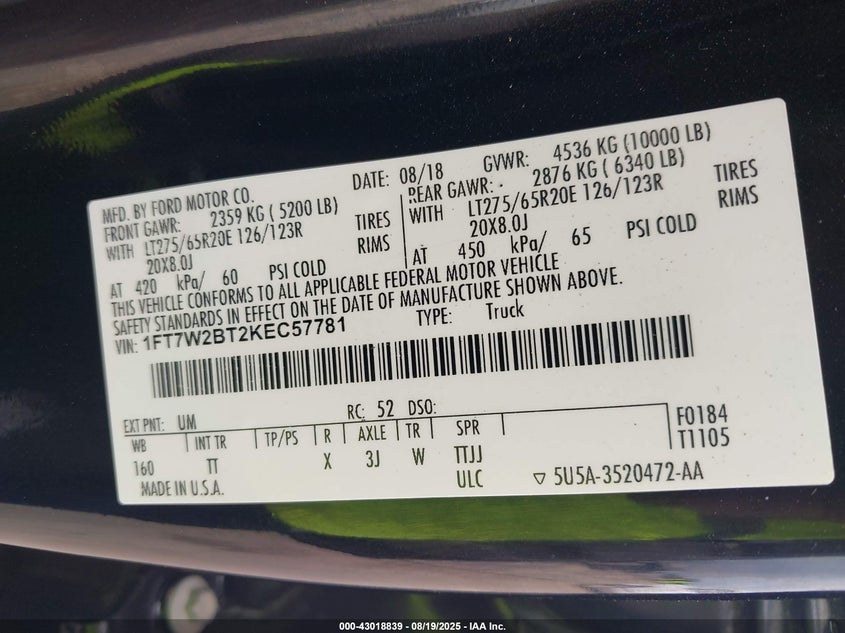 MFD. BY FORD MOTOR CO.
DATE: 08/18
GVWR: 4536 KG (10000 LB)
FRONT GAWR: 2359 KG ( 5200 LB)
REAR GAWR: 2876 KG ( 6340 LB)
WITH LT275/65R20E 126/123R TIRES
WITH LT275/65R20E 126/123R TIRES
20X8.0J RIMS
20X8.0J RIMS
AT 420 kPa/ 60 PSI COLD
AT 450 kPa/ 65 PSI COLD
THIS VEHICLE CONFORMS TO ALL APPLICABLE FEDERAL MOTOR VEHICLE
SAFETY STANDARDS IN EFFECT ON THE DATE OF MANUFACTURE SHOWN ABOVE.
VIN: 1FT7W2BT2KEC57781 TYPE: Truck
EXT PNT: UM RC: 52 DSO:
WB INT TR TP/PS R AXLE TR SPR
160 TT X 3J W TTJJ
F0184
T1105
MADE IN U.S.A. ULC ▽ 5U5A-3520472-AA
000-43018839 - 08/19/2025 - IAA Inc.